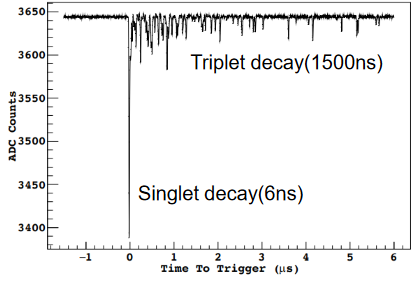 3650
3600
3550
3500
3450
3400
ADC Counts
Triplet decay(1500ns)
Singlet decay(6ns)
−1 0 1 2 3 4 5 6
Time To Trigger (μs)